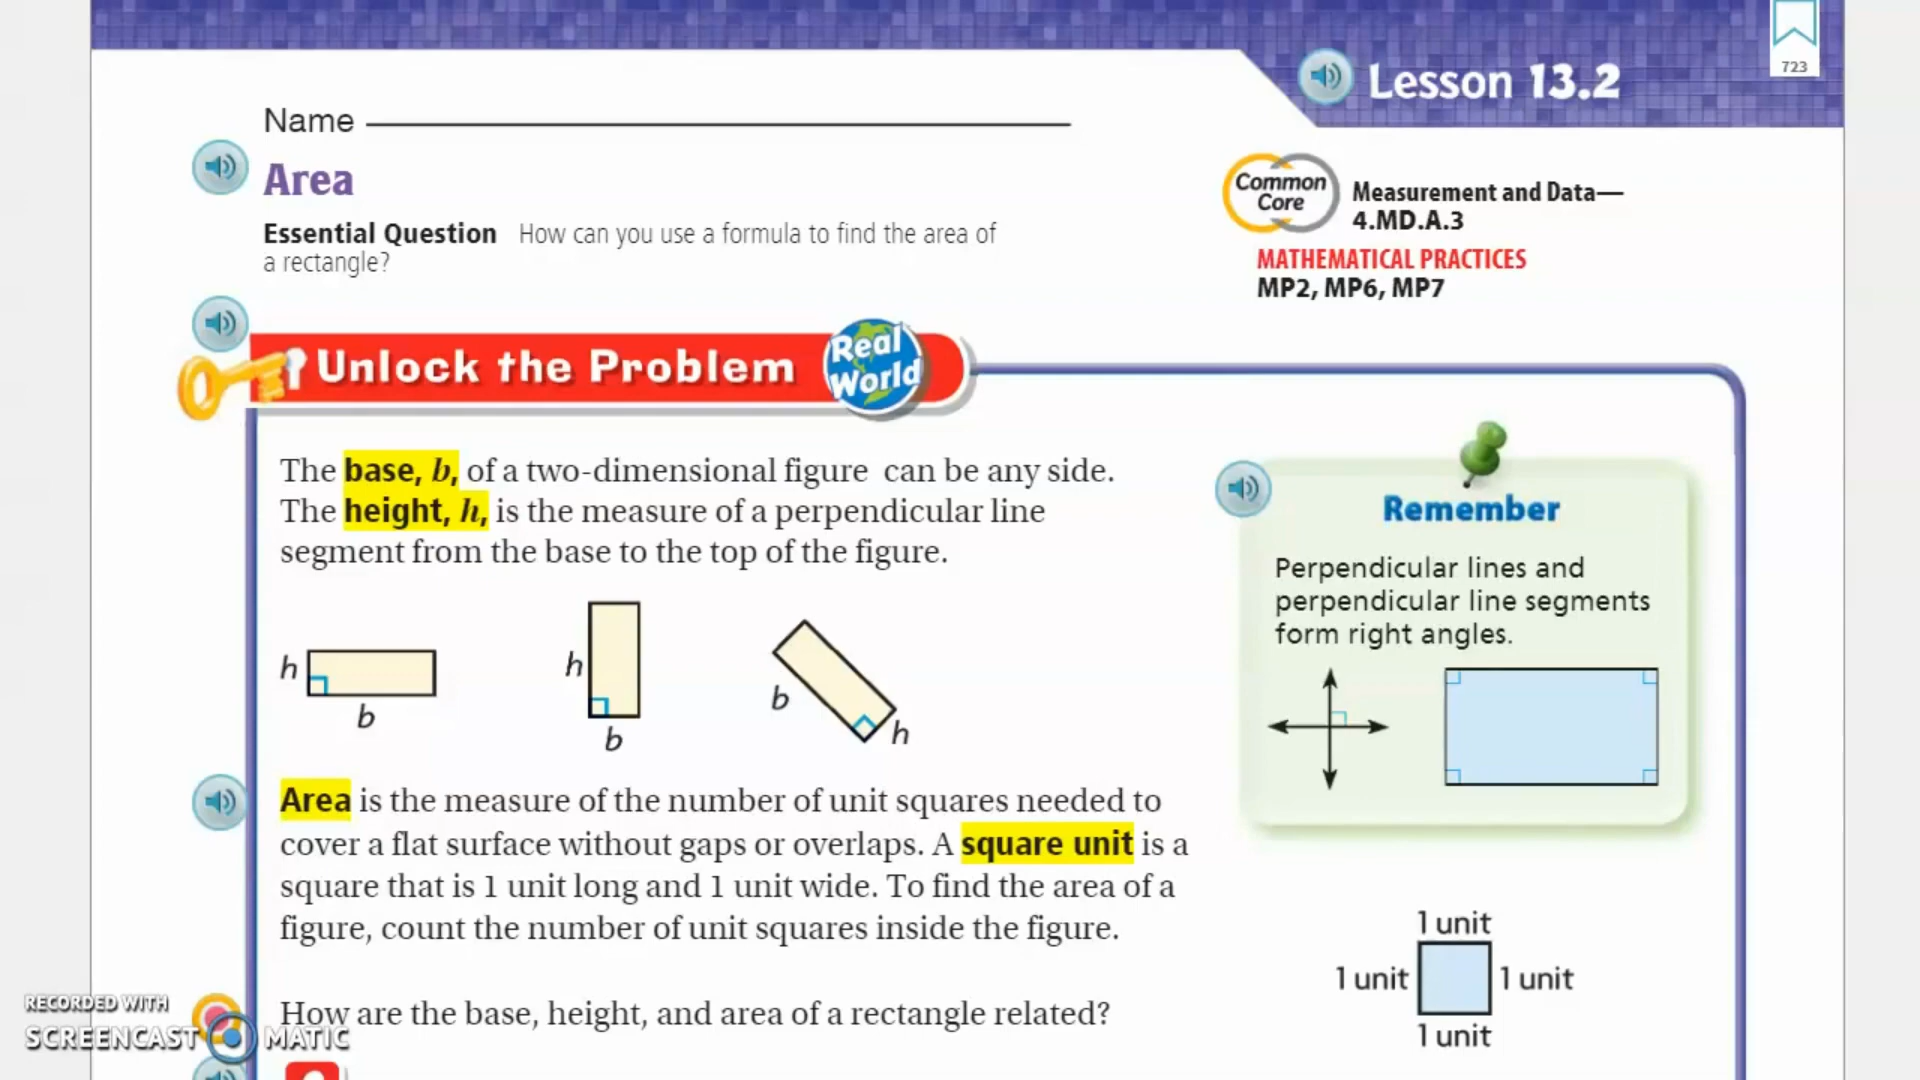 723
Lesson 13.2
Name
Area
Essential Question How can you use a formula to find the area of
a rectangle?
Common
Core
Measurement and Data—
4.MD.A.3
MATHEMATICAL PRACTICES
MP2, MP6, MP7
Unlock the Problem
Real
World
The base, b, of a two-dimensional figure can be any side.
The height, h, is the measure of a perpendicular line
segment from the base to the top of the figure.
h
b
h
b
b
h
Remember
Perpendicular lines and
perpendicular line segments
form right angles.
Area is the measure of the number of unit squares needed to
cover a flat surface without gaps or overlaps. A square unit is a
square that is 1 unit long and 1 unit wide. To find the area of a
figure, count the number of unit squares inside the figure.
1 unit
1 unit
1 unit
1 unit
How are the base, height, and area of a rectangle related?
RECORDED WITH
SCREENCAST MATIC